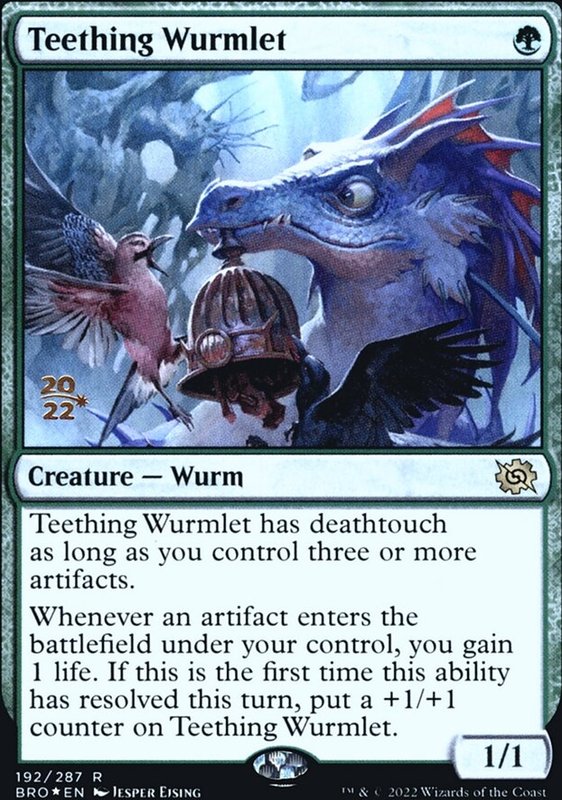 Teething Wurmlet
20
22
Creature — Wurm
Teething Wurmlet has deathtouch
as long as you control three or more
artifacts.
Whenever an artifact enters the
battlefield under your control, you gain
1 life. If this is the first time this ability
has resolved this turn, put a +1/+1
counter on Teething Wurmlet.
1/1
192/287 R
BRO★EN Jesper Eising
™ & © 2022 Wizards of the Coast